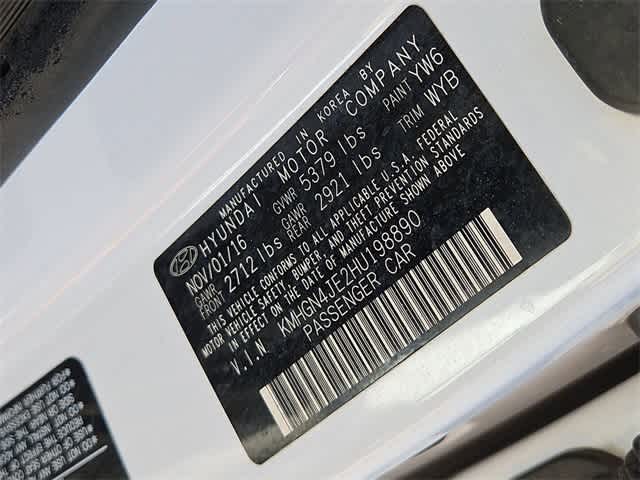 MANUFACTURED IN KOREA BY
HYUNDAI MOTOR COMPANY
NOV/01/16 GVWR 5379 lbs PAINT YW6
GAWR FRONT 2712 lbs GAWR REAR 2921 lbs TRIM WYB
THIS VEHICLE CONFORMS TO ALL APPLICABLE U.S.A. FEDERAL
MOTOR VEHICLE SAFETY, BUMPER, AND THEFT PREVENTION STANDARDS
IN EFFECT ON THE DATE OF MANUFACTURE SHOWN ABOVE
V.I.N. KMHGN4JE2HU198890
PASSENGER CAR